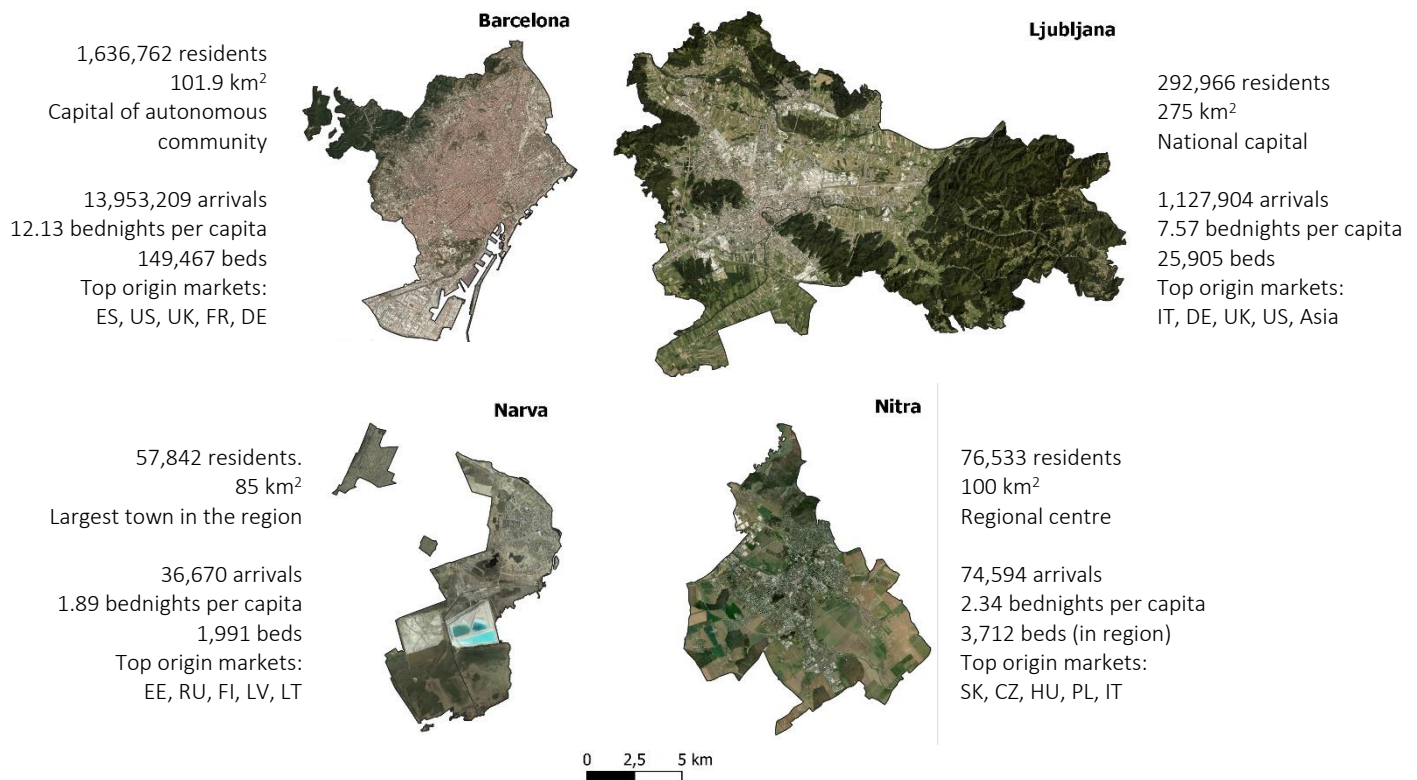 Barcelona
1,636,762 residents
101.9 km²
Capital of autonomous
community
13,953,209 arrivals
12.13 bednights per capita
149,467 beds
Top origin markets:
ES, US, UK, FR, DE
Ljubljana
292,966 residents
275 km²
National capital
1,127,904 arrivals
7.57 bednights per capita
25,905 beds
Top origin markets:
IT, DE, UK, US, Asia
Narva
57,842 residents.
85 km²
Largest town in the region
36,670 arrivals
1.89 bednights per capita
1,991 beds
Top origin markets:
EE, RU, FI, LV, LT
Nitra
76,533 residents
100 km²
Regional centre
74,594 arrivals
2.34 bednights per capita
3,712 beds (in region)
Top origin markets:
SK, CZ, HU, PL, IT
0 2,5 5 km